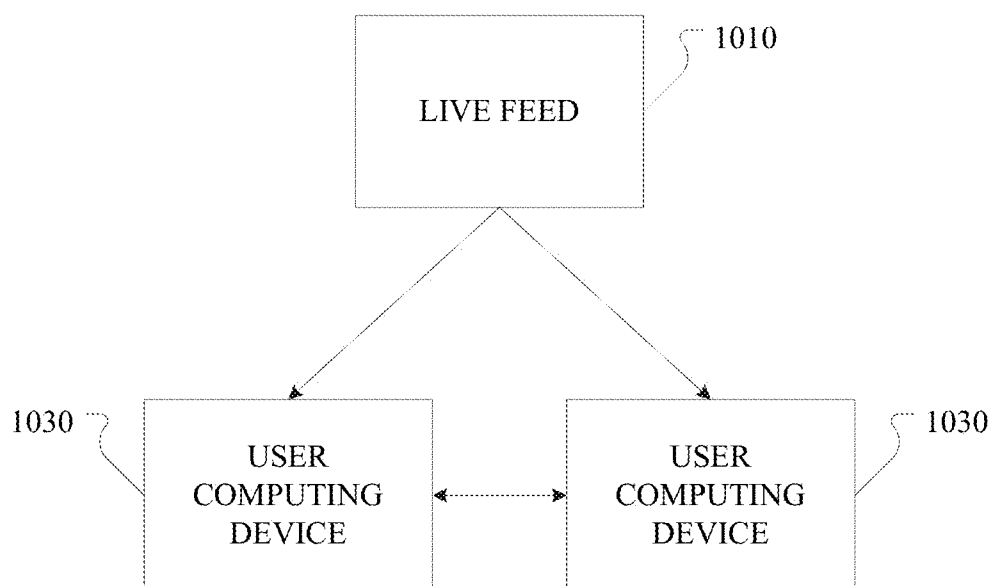 1010
LIVE FEED
1030
USER
COMPUTING
DEVICE
USER
COMPUTING
DEVICE
1030